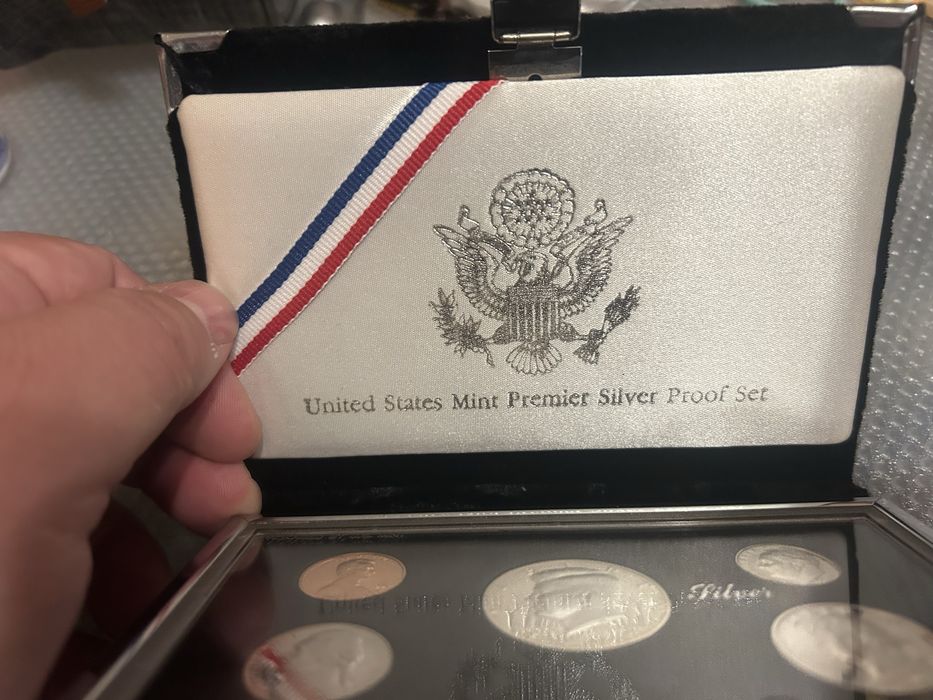 United States Mint Premier Silver Proof Set
Silver